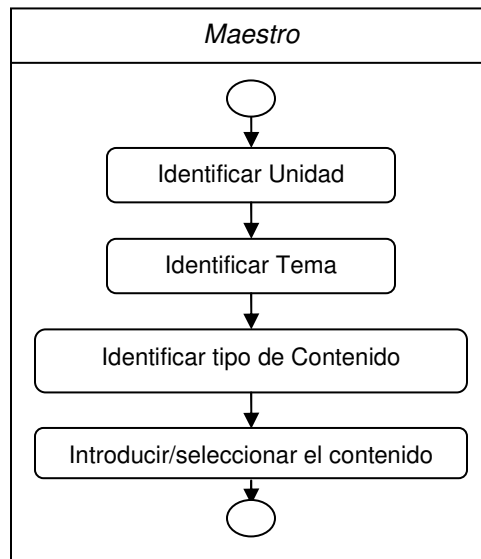 Maestro
Identificar Unidad
Identificar Tema
Identificar tipo de Contenido
Introducir/seleccionar el contenido